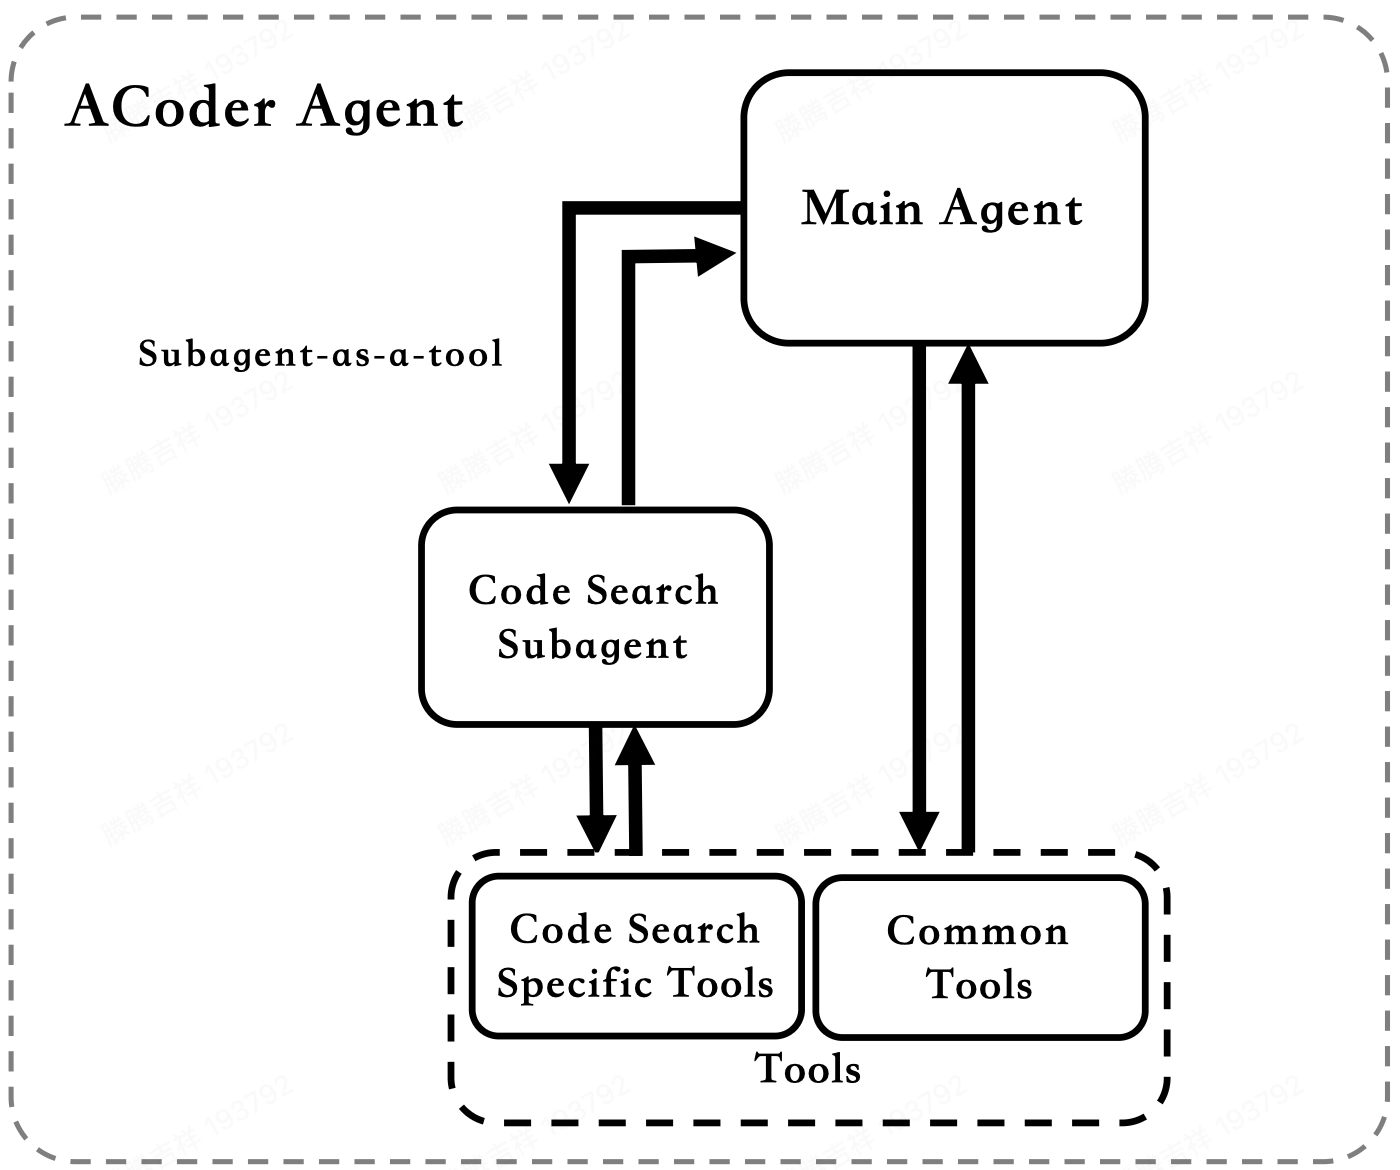 ACoder Agent
Main Agent
Subagent-as-a-tool
Code Search
Subagent
Code Search
Specific Tools
Common
Tools
Tools